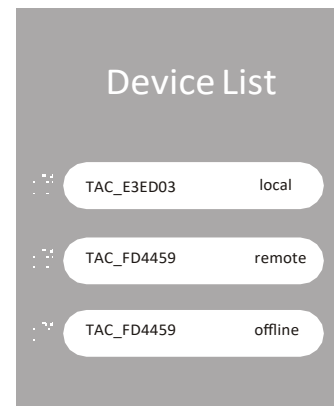 Device List
TAC_E3ED03 local
TAC_FD4459 remote
TAC_FD4459 offline